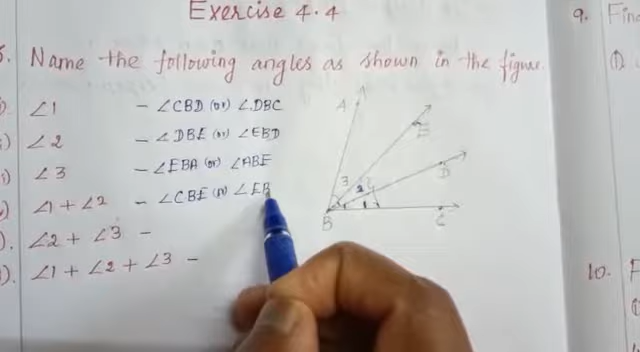 Exercise 4.4
9. Fin
5. Name the following angles as shown in the figure.
∠1 - ∠CBD (or) ∠DBC
∠2 - ∠DBE (or) ∠EBD
∠3 - ∠EBA (or) ∠ABE
∠1 + ∠2 - ∠CBE (or) ∠EB
∠2 + ∠3 -
∠1 + ∠2 + ∠3 -
A
E
D
3 2 1
B C
10. F